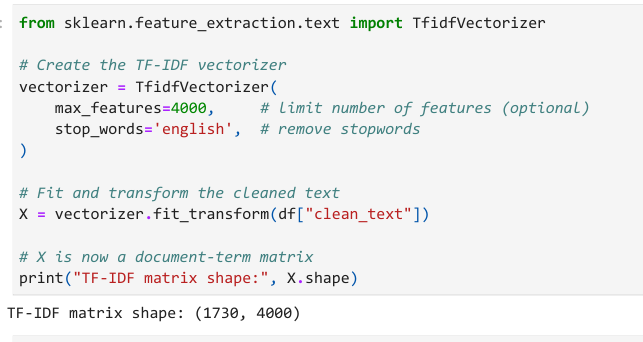 from sklearn.feature_extraction.text import TfidfVectorizer
# Create the TF-IDF vectorizer
vectorizer = TfidfVectorizer(
    max_features=4000,     # limit number of features (optional)
    stop_words='english',  # remove stopwords
)
# Fit and transform the cleaned text
X = vectorizer.fit_transform(df["clean_text"])
# X is now a document-term matrix
print("TF-IDF matrix shape:", X.shape)
TF-IDF matrix shape: (1730, 4000)